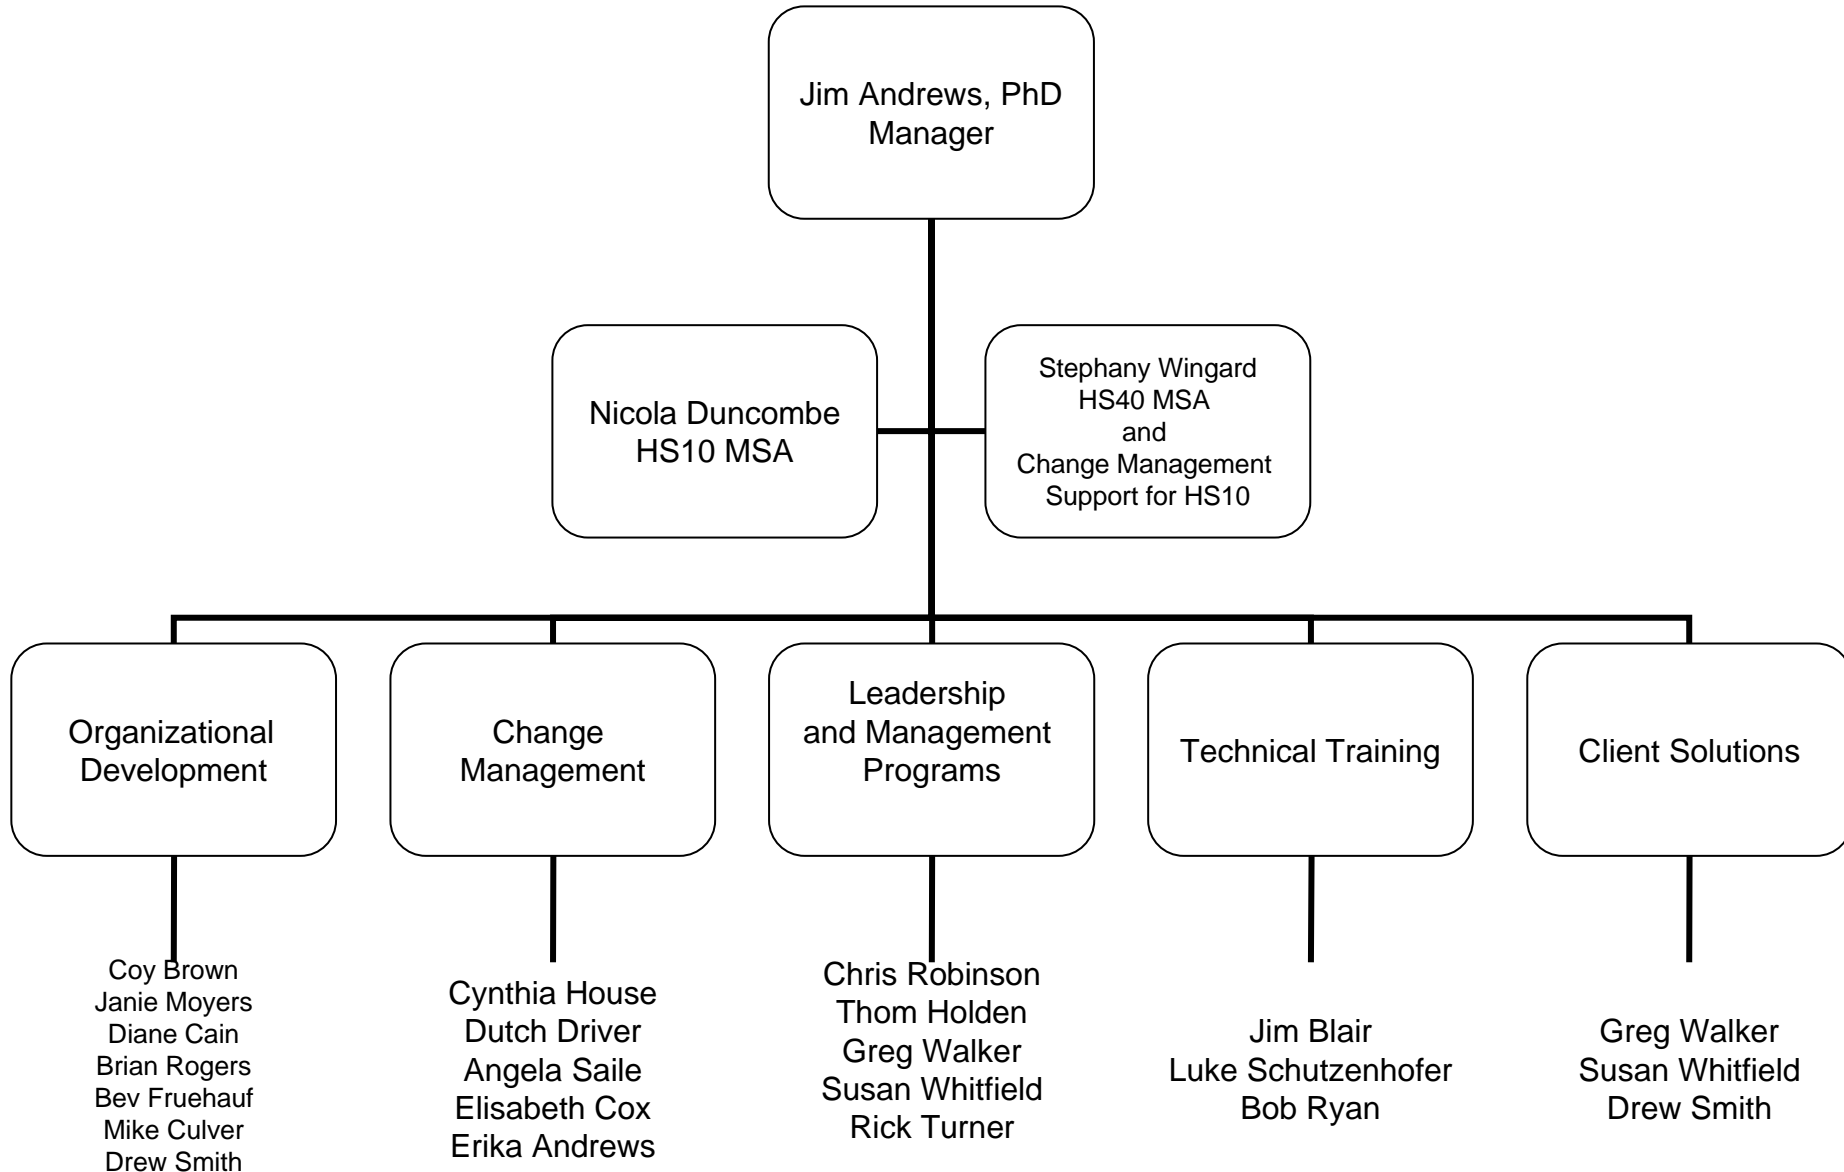 Jim Andrews, PhD
Manager
Nicola Duncombe
HS10 MSA
Stephany Wingard
HS40 MSA
and
Change Management
Support for HS10
Organizational
Development
Change
Management
Leadership
and Management
Programs
Technical Training
Client Solutions
Coy Brown
Janie Moyers
Diane Cain
Brian Rogers
Bev Fruehauf
Mike Culver
Drew Smith
Cynthia House
Dutch Driver
Angela Saile
Elisabeth Cox
Erika Andrews
Chris Robinson
Thom Holden
Greg Walker
Susan Whitfield
Rick Turner
Jim Blair
Luke Schutzenhofer
Bob Ryan
Greg Walker
Susan Whitfield
Drew Smith